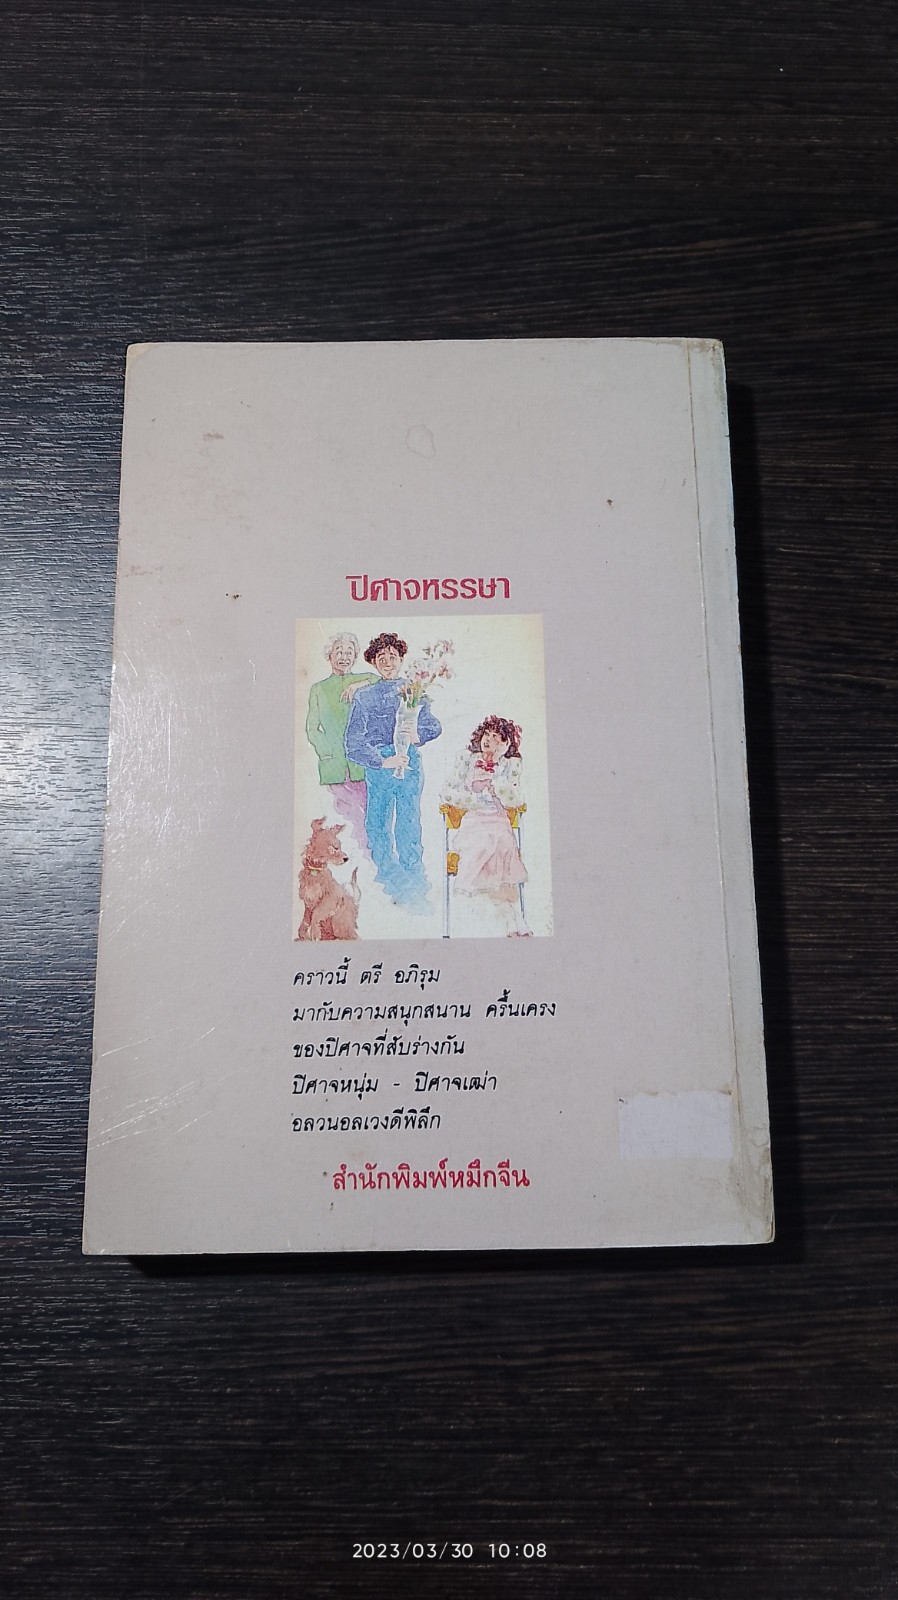 ปิศาจหรรษา
คราวนี้ ตรี อภิรุม
มากับความสนุกสนาน ครื้นเครง
ของปิศาจที่สับร่างกัน
ปิศาจหนุ่ม - ปิศาจเฒ่า
อลวนอลเวงดีพิลึก
สำนักพิมพ์หมึกจีน
2023/03/30 10:08